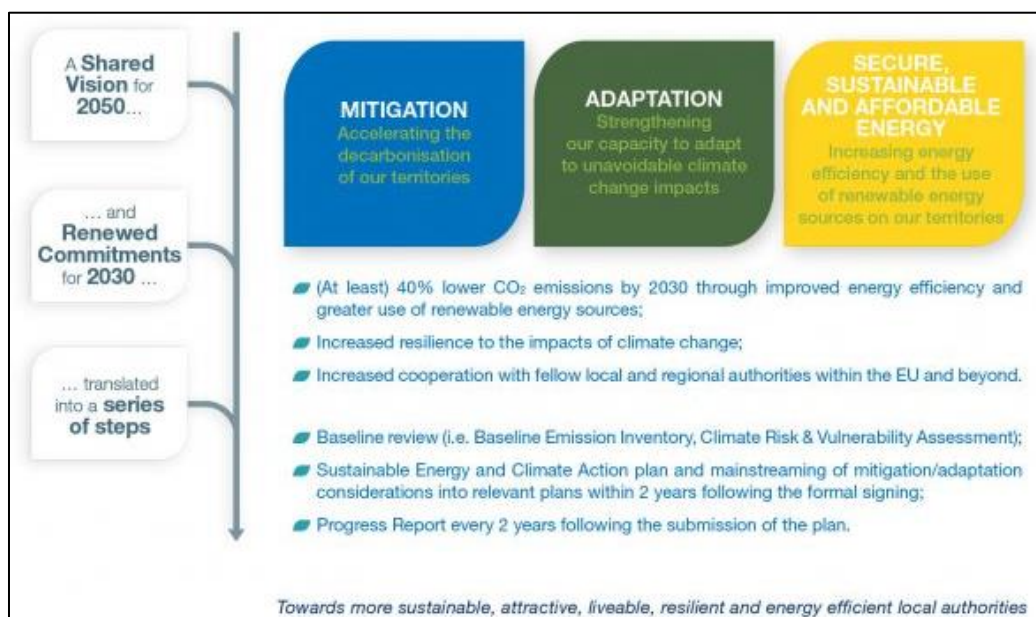 A Shared
Vision for
2050...
MITIGATION
Accelerating the
decarbonisation
of our territories
ADAPTATION
Strengthening
our capacity to adapt
to unavoidable climate
change impacts
SECURE,
SUSTAINABLE
AND AFFORDABLE
ENERGY
Increasing energy
efficiency and the use
of renewable energy
sources on our territories
... and
Renewed
Commitments
for 2030 ...
(At least) 40% lower CO₂ emissions by 2030 through improved energy efficiency and
greater use of renewable energy sources;
Increased resilience to the impacts of climate change;
Increased cooperation with fellow local and regional authorities within the EU and beyond.
... translated
into a series
of steps
Baseline review (i.e. Baseline Emission Inventory, Climate Risk & Vulnerability Assessment);
Sustainable Energy and Climate Action plan and mainstreaming of mitigation/adaptation
considerations into relevant plans within 2 years following the formal signing;
Progress Report every 2 years following the submission of the plan.
Towards more sustainable, attractive, liveable, resilient and energy efficient local authorities